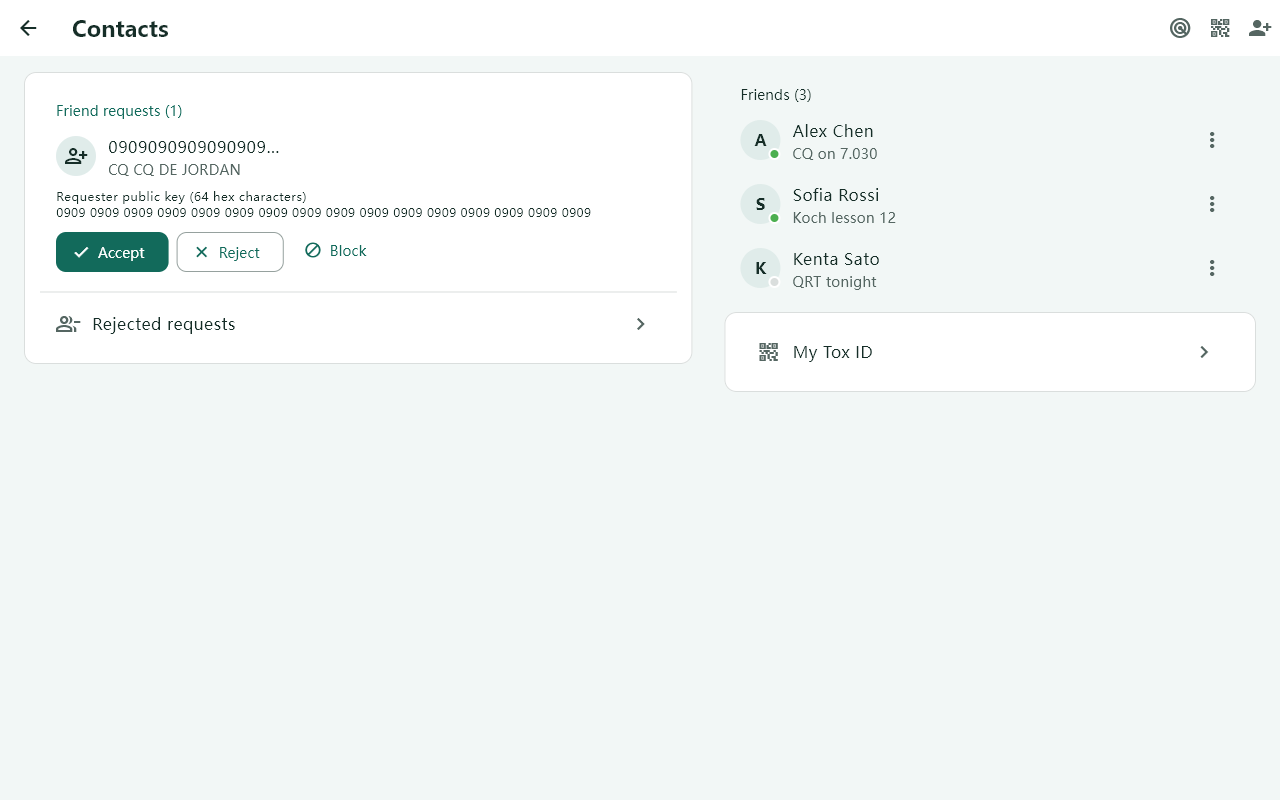 Contacts
Friend requests (1)
0909090909090909...
CQ CQ DE JORDAN
Requester public key (64 hex characters)
0909 0909 0909 0909 0909 0909 0909 0909 0909 0909 0909 0909 0909 0909 0909 0909
Accept
Reject
Block
Rejected requests
Friends (3)
A
Alex Chen
CQ on 7.030
S
Sofia Rossi
Koch lesson 12
K
Kenta Sato
QRT tonight
My Tox ID